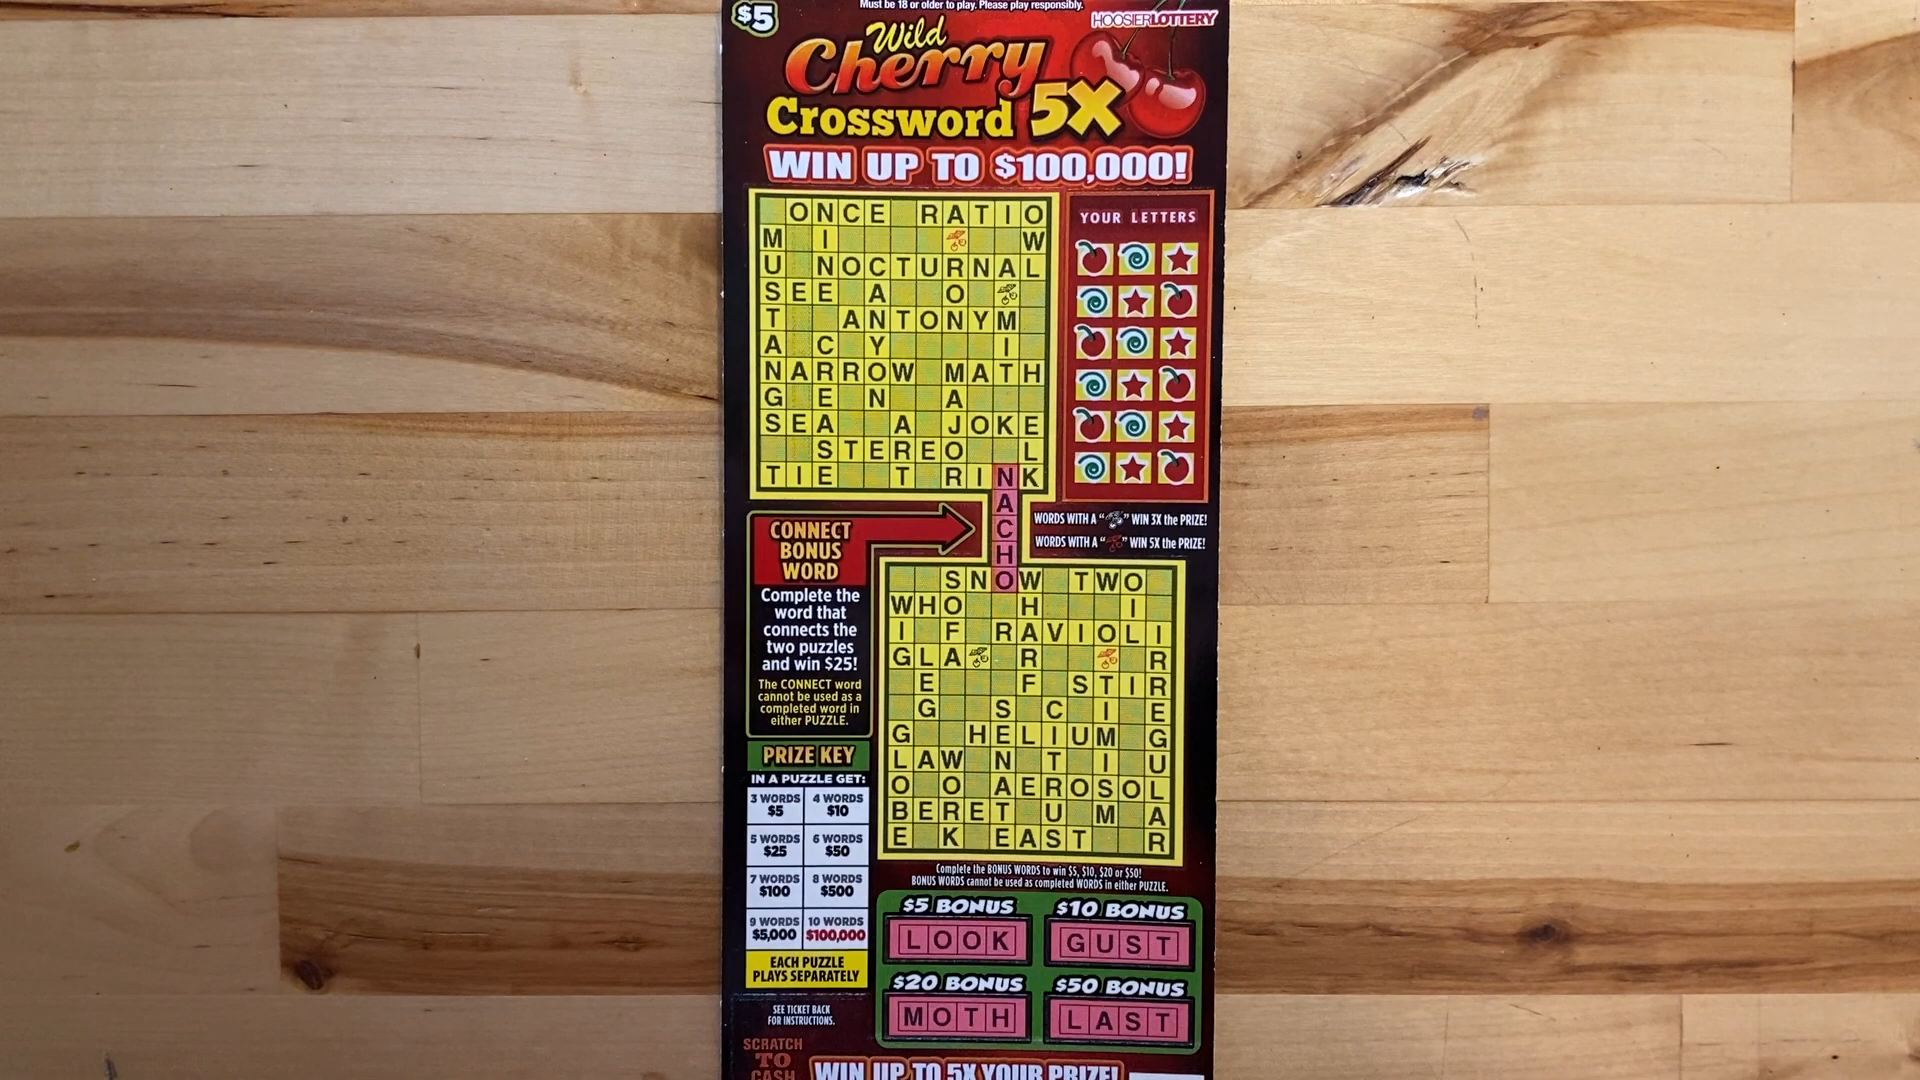 $5
Must be 18 or older to play. Please play responsibly.
HOOSIERLOTTERY
Wild
Cherry
Crossword 5X
WIN UP TO $100,000!
ONCE RATIO
M I W
U NOCTURNAL
SEE A O
T ANTONYM
A C Y I
NARROW MATH
G E N A
SEA A JOKE
STEREO L
TIE T RINK
A
C
H
SNOW TWO
WHO H I
I F RAVIOLI
GLA R R
E F STIR
G S C I E
G HELIUM G
LAW N T I U
O O AEROSOL
BERET U M A
E K EAST R
YOUR LETTERS
WORDS WITH A " " WIN 3X the PRIZE!
WORDS WITH A " " WIN 5X the PRIZE!
CONNECT
BONUS
WORD
Complete the
word that
connects the
two puzzles
and win $25!
The CONNECT word
cannot be used as a
completed word in
either PUZZLE.
PRIZE KEY
IN A PUZZLE GET:
3 WORDS 4 WORDS
$5 $10
5 WORDS 6 WORDS
$25 $50
7 WORDS 8 WORDS
$100 $500
9 WORDS 10 WORDS
$5,000 $100,000
EACH PUZZLE
PLAYS SEPARATELY
Complete the BONUS WORDS to win $5, $10, $20 or $50!
BONUS WORDS cannot be used as completed WORDS in either PUZZLE.
$5 BONUS $10 BONUS
LOOK GUST
$20 BONUS $50 BONUS
MOTH LAST
SEE TICKET BACK
FOR INSTRUCTIONS.
SCRATCH
TO
CASH
WIN UP TO 5X YOUR PRIZE!